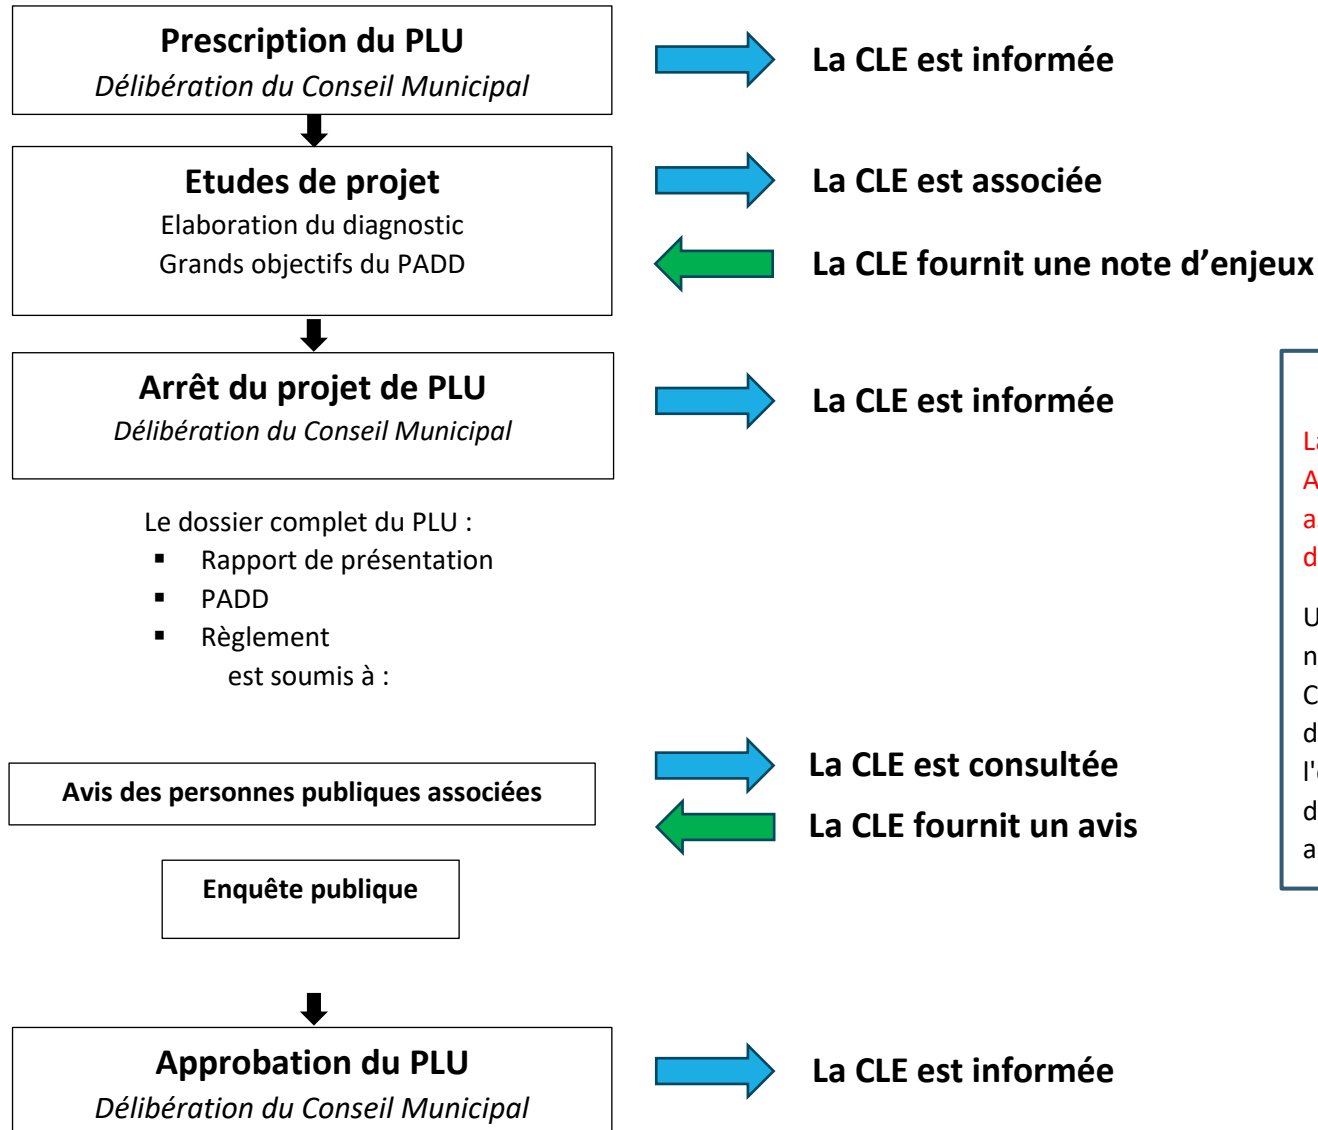 Prescription du PLU
Délibération du Conseil Municipal
La CLE est informée
Etudes de projet
Elaboration du diagnostic
Grands objectifs du PADD
La CLE est associée
La CLE fournit une note d’enjeux
Arrêt du projet de PLU
Délibération du Conseil Municipal
La CLE est informée
Le dossier complet du PLU :
▪ Rapport de présentation
▪ PADD
▪ Règlement
est soumis à :
Avis des personnes publiques associées
La CLE est consultée
La CLE fournit un avis
Enquête publique
Approbation du PLU
Délibération du Conseil Municipal
La CLE est informée